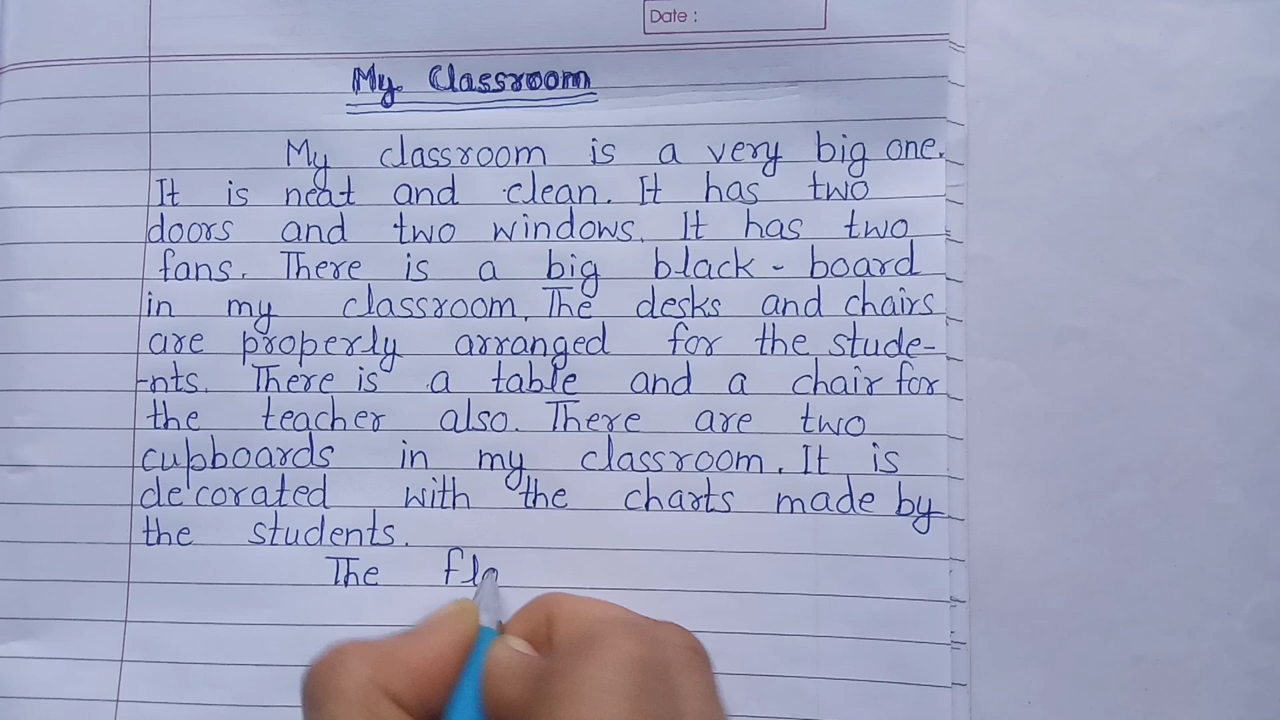 Date :
My Classroom
My classroom is a very big one.
It is neat and clean. It has two
doors and two windows. It has two
fans. There is a big black - board
in my classroom. The desks and chairs
are properly arranged for the stude-
-nts. There is a table and a chair for
the teacher also. There are two
cupboards in my classroom. It is
decorated with the charts made by
the students.
The flo